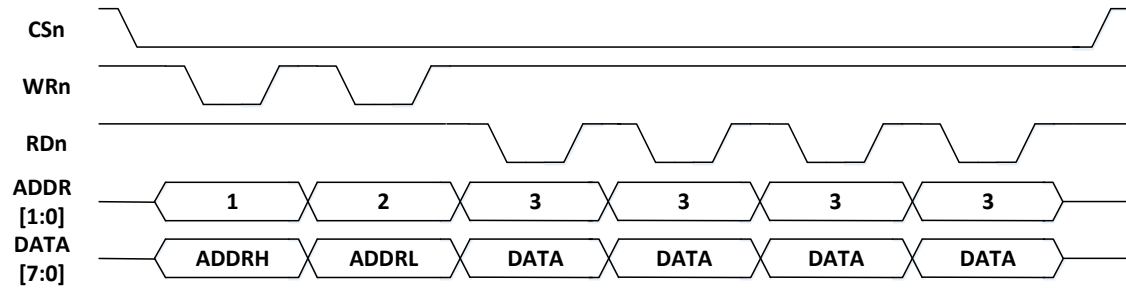 CSn
WRn
RDn
ADDR
[1:0]
1 2 3 3 3 3
DATA
[7:0]
ADDRH ADDRL DATA DATA DATA DATA